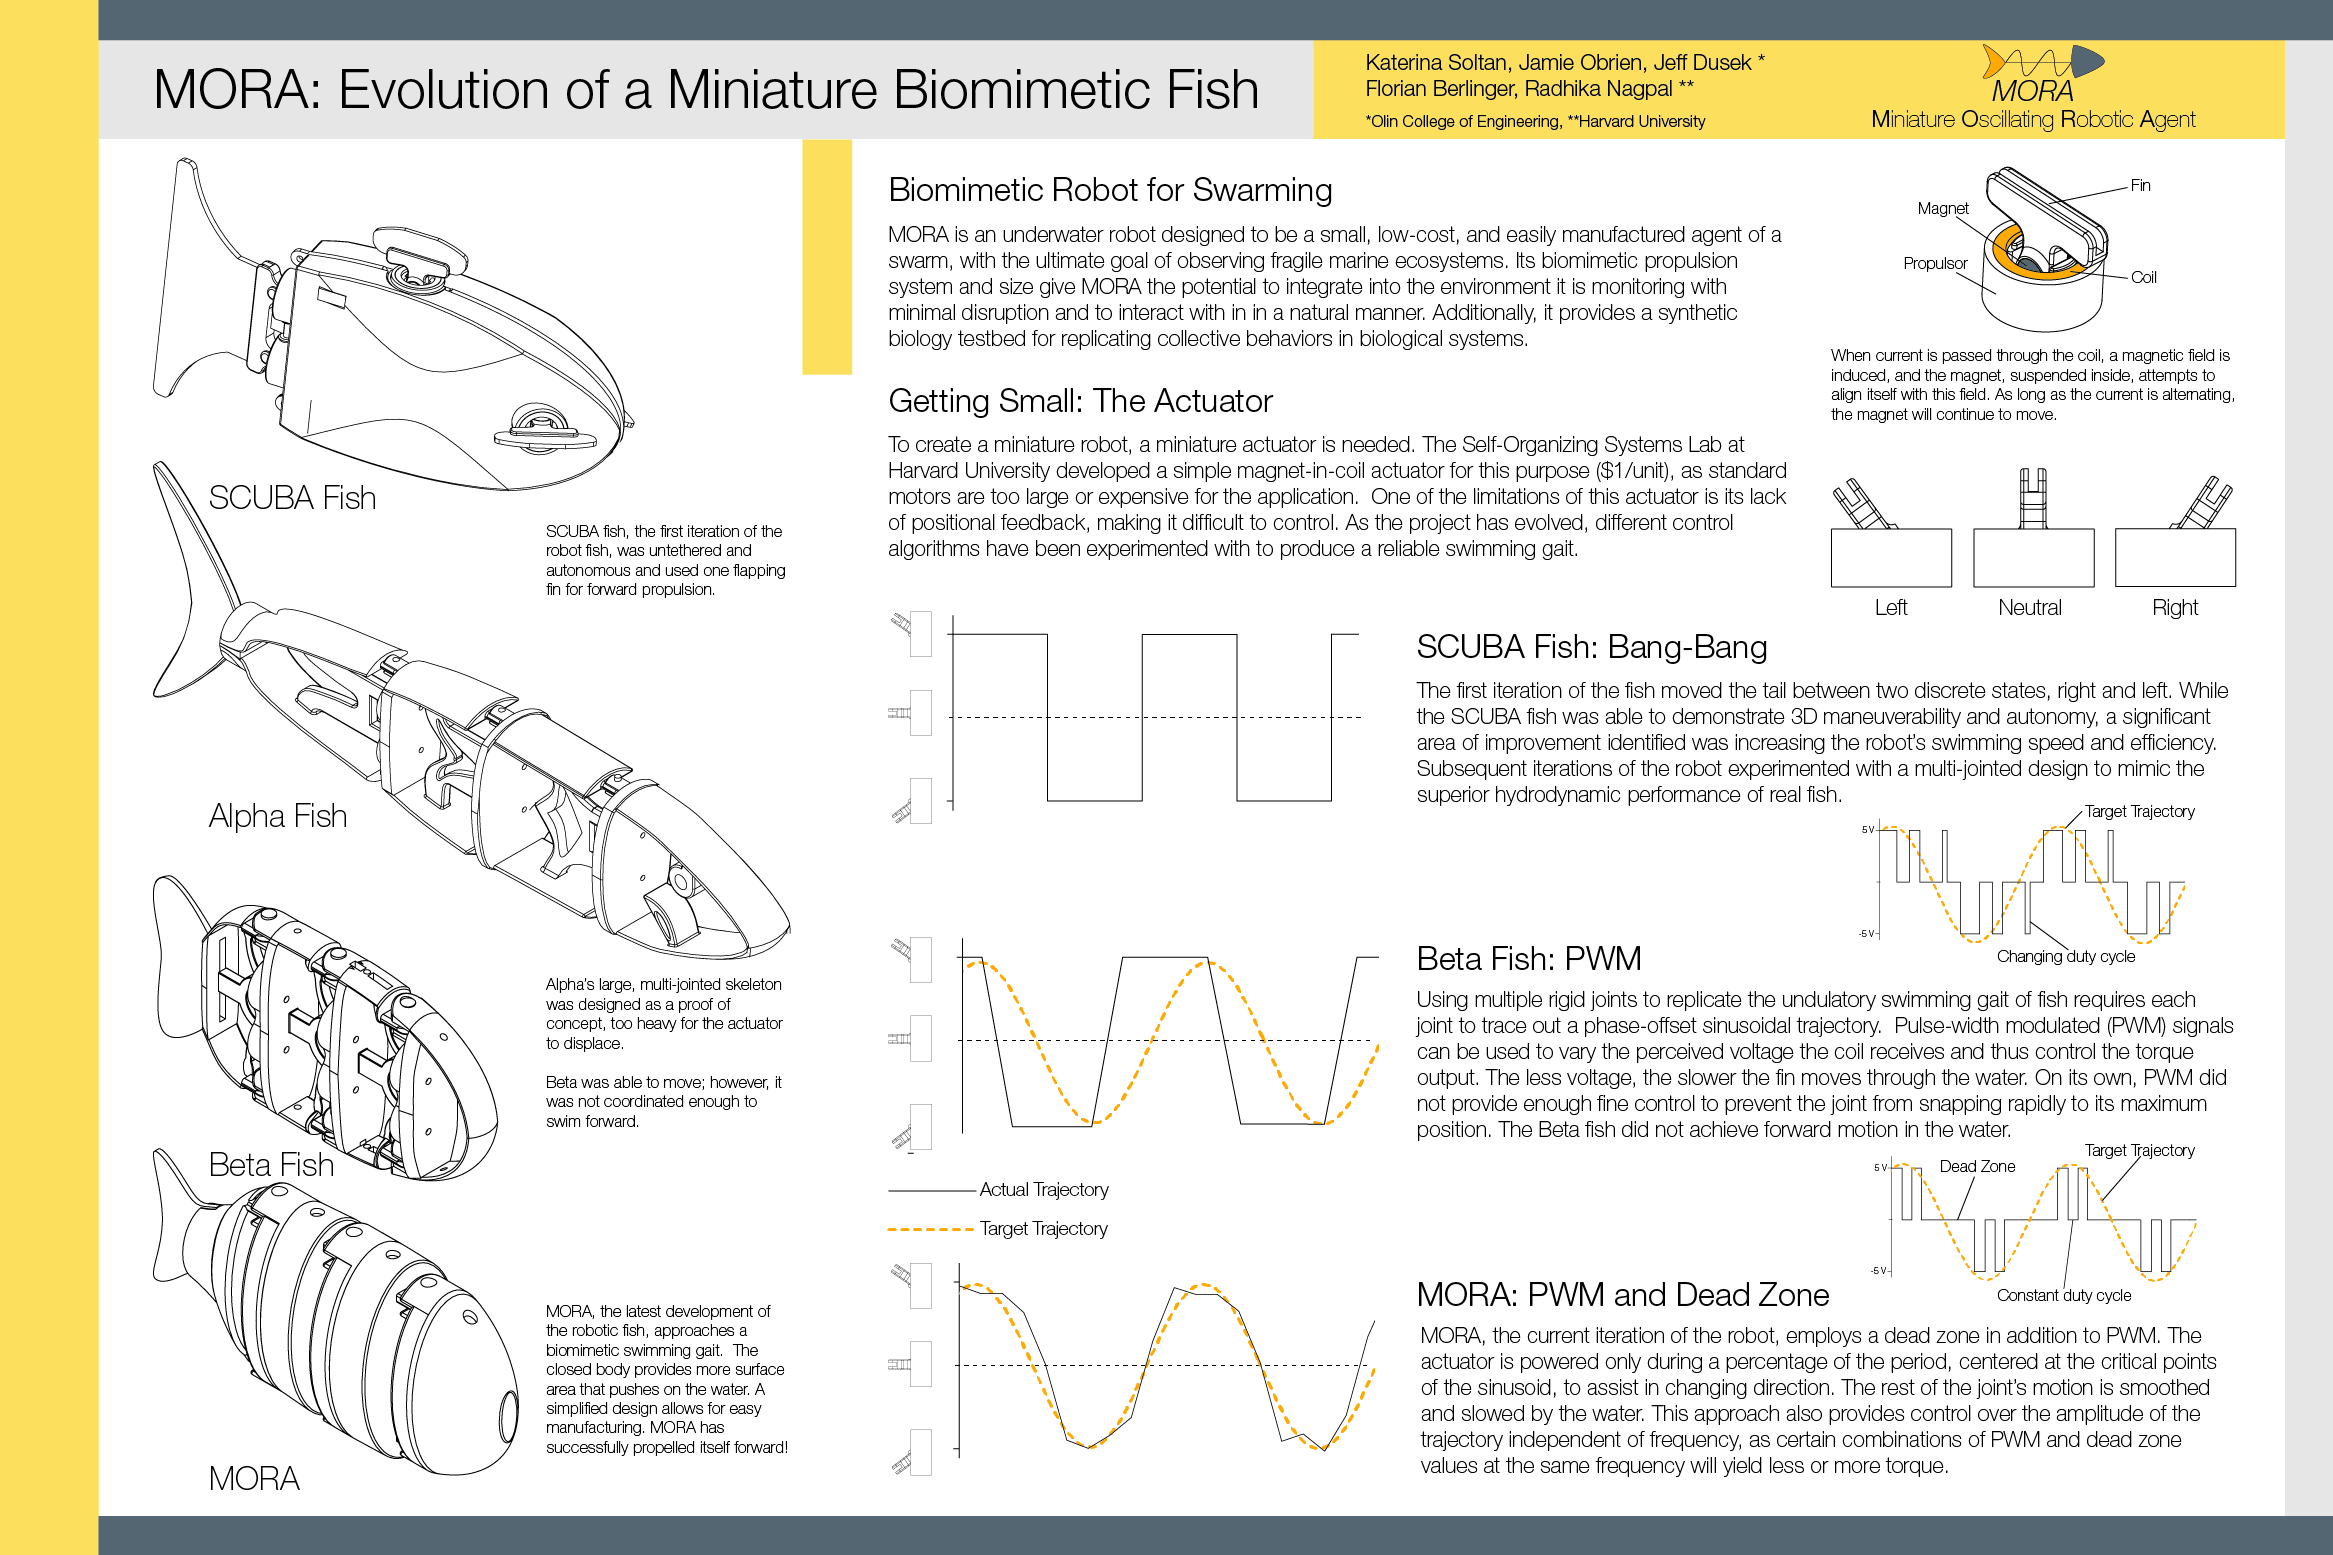 MORA: Evolution of a Miniature Biomimetic Fish
Katerina Soltan, Jamie Obrien, Jeff Dusek *
Florian Berlinger, Radhika Nagpal **
*Olin College of Engineering, **Harvard University
MORA
Miniature Oscillating Robotic Agent
SCUBA Fish
SCUBA fish, the first iteration of the
robot fish, was untethered and
autonomous and used one flapping
fin for forward propulsion.
Alpha Fish
Alpha's large, multi-jointed skeleton
was designed as a proof of
concept, too heavy for the actuator
to displace.
Beta was able to move; however, it
was not coordinated enough to
swim forward.
Beta Fish
MORA, the latest development of
the robotic fish, approaches a
biomimetic swimming gait.  The
closed body provides more surface
area that pushes on the water. A
simplified design allows for easy
manufacturing. MORA has
successfully propelled itself forward!
MORA
Biomimetic Robot for Swarming
MORA is an underwater robot designed to be a small, low-cost, and easily manufactured agent of a
swarm, with the ultimate goal of observing fragile marine ecosystems. Its biomimetic propulsion
system and size give MORA the potential to integrate into the environment it is monitoring with
minimal disruption and to interact with in in a natural manner. Additionally, it provides a synthetic
biology testbed for replicating collective behaviors in biological systems.
Getting Small: The Actuator
To create a miniature robot, a miniature actuator is needed. The Self-Organizing Systems Lab at
Harvard University developed a simple magnet-in-coil actuator for this purpose ($1/unit), as standard
motors are too large or expensive for the application.  One of the limitations of this actuator is its lack
of positional feedback, making it difficult to control. As the project has evolved, different control
algorithms have been experimented with to produce a reliable swimming gait.
Fin
Magnet
Propulsor
Coil
When current is passed through the coil, a magnetic field is
induced, and the magnet, suspended inside, attempts to
align itself with this field. As long as the current is alternating,
the magnet will continue to move.
Left
Neutral
Right
SCUBA Fish: Bang-Bang
The first iteration of the fish moved the tail between two discrete states, right and left. While
the SCUBA fish was able to demonstrate 3D maneuverability and autonomy, a significant
area of improvement identified was increasing the robot's swimming speed and efficiency.
Subsequent iterations of the robot experimented with a multi-jointed design to mimic the
superior hydrodynamic performance of real fish.
Target Trajectory
5 V
-5 V
Changing duty cycle
Beta Fish: PWM
Using multiple rigid joints to replicate the undulatory swimming gait of fish requires each
joint to trace out a phase-offset sinusoidal trajectory.  Pulse-width modulated (PWM) signals
can be used to vary the perceived voltage the coil receives and thus control the torque
output. The less voltage, the slower the fin moves through the water. On its own, PWM did
not provide enough fine control to prevent the joint from snapping rapidly to its maximum
position. The Beta fish did not achieve forward motion in the water.
Actual Trajectory
Target Trajectory
Target Trajectory
5 V
Dead Zone
-5 V
Constant duty cycle
MORA: PWM and Dead Zone
MORA, the current iteration of the robot, employs a dead zone in addition to PWM. The
actuator is powered only during a percentage of the period, centered at the critical points
of the sinusoid, to assist in changing direction. The rest of the joint's motion is smoothed
and slowed by the water. This approach also provides control over the amplitude of the
trajectory independent of frequency, as certain combinations of PWM and dead zone
values at the same frequency will yield less or more torque.